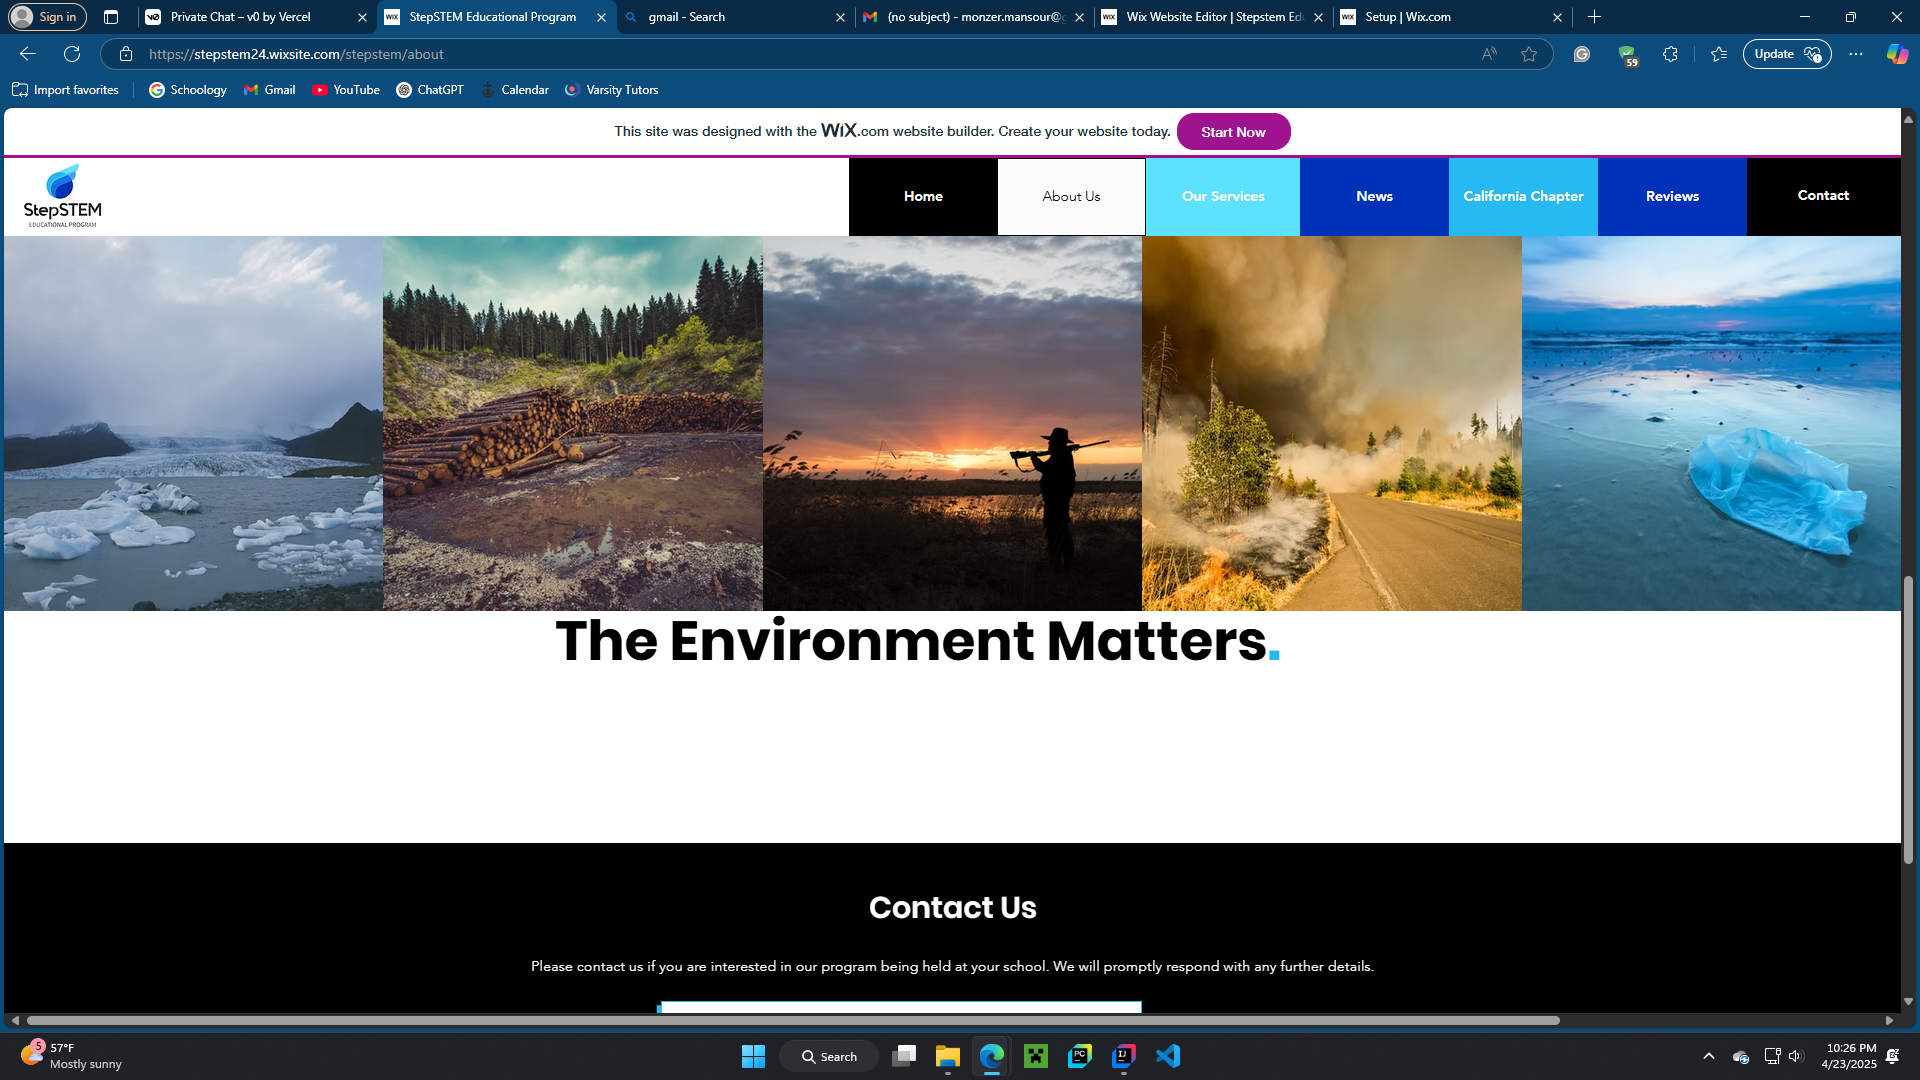 Sign in
Private Chat – v0 by Vercel
StepSTEM Educational Program
gmail - Search
(no subject) - monzer.mansour@
Wix Website Editor | Stepstem Ed
Setup | Wix.com
https://stepstem24.wixsite.com/stepstem/about
59
Update
Import favorites
Schoology
Gmail
YouTube
ChatGPT
Calendar
Varsity Tutors
This site was designed with the WiX.com website builder. Create your website today.
Start Now
StepSTEM
EDUCATIONAL PROGRAM
Home
About Us
Our Services
News
California Chapter
Reviews
Contact
The Environment Matters.
Contact Us
Please contact us if you are interested in our program being held at your school. We will promptly respond with any further details.
5
57°F
Mostly sunny
Search
10:26 PM
4/23/2025